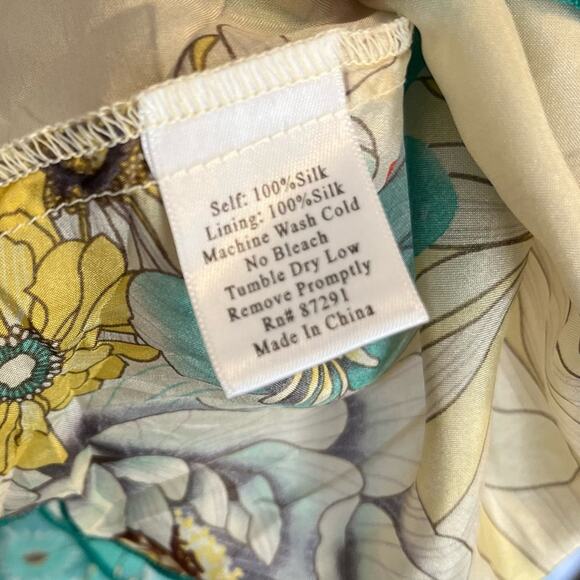 Self: 100%Silk
Lining: 100%Silk
Machine Wash Cold
No Bleach
Tumble Dry Low
Remove Promptly
Rn# 87291
Made In China